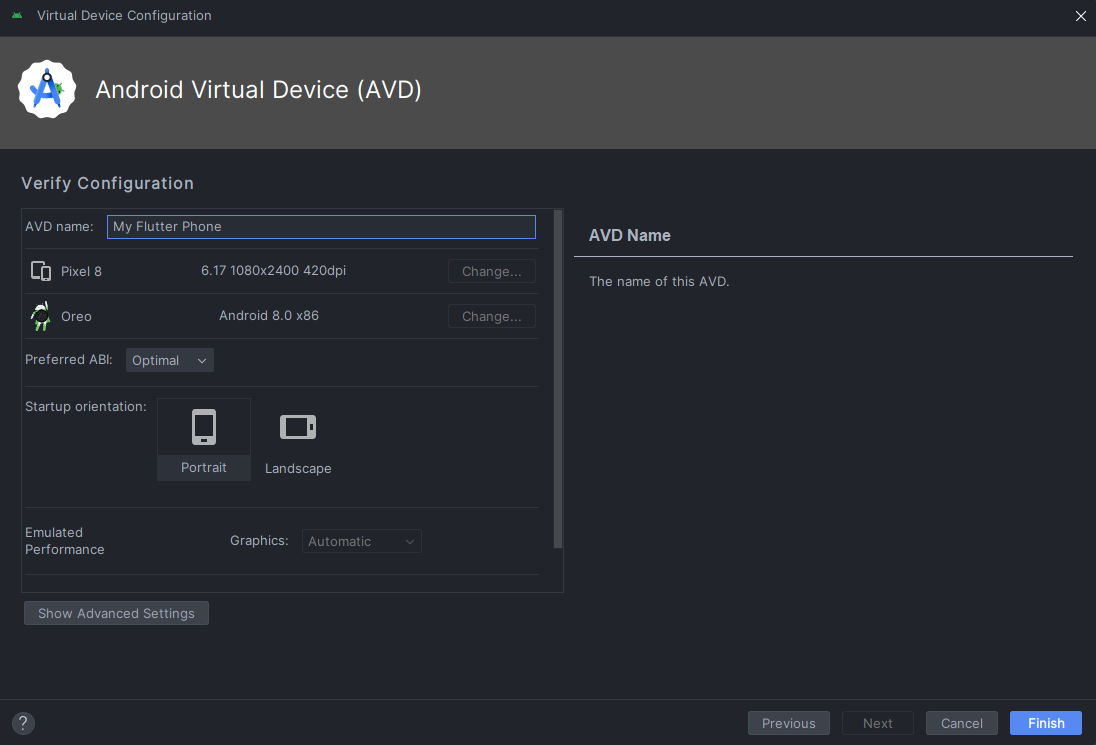 Virtual Device Configuration
Android Virtual Device (AVD)
Verify Configuration
AVD name: My Flutter Phone
Pixel 8 6.17 1080x2400 420dpi Change...
Oreo Android 8.0 x86 Change...
Preferred ABI: Optimal
Startup orientation:
Portrait Landscape
Emulated
Performance
Graphics: Automatic
Show Advanced Settings
AVD Name
The name of this AVD.
? Previous Next Cancel Finish